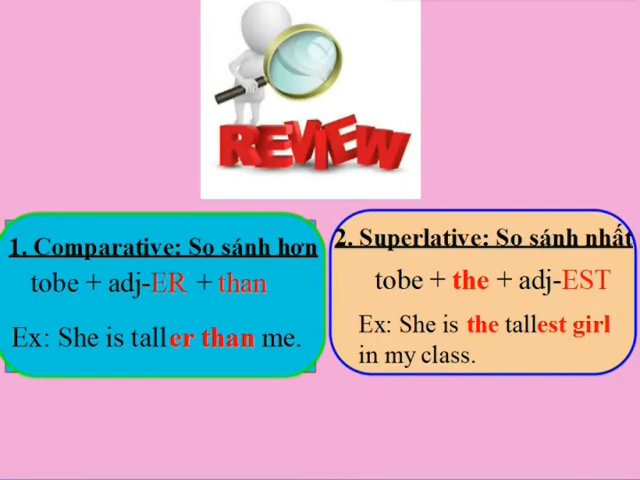 REVIEW
1. Comparative: So sánh hơn
tobe + adj-ER + than
Ex: She is taller than me.
2. Superlative: So sánh nhất
tobe + the + adj-EST
Ex: She is the tallest girl
in my class.